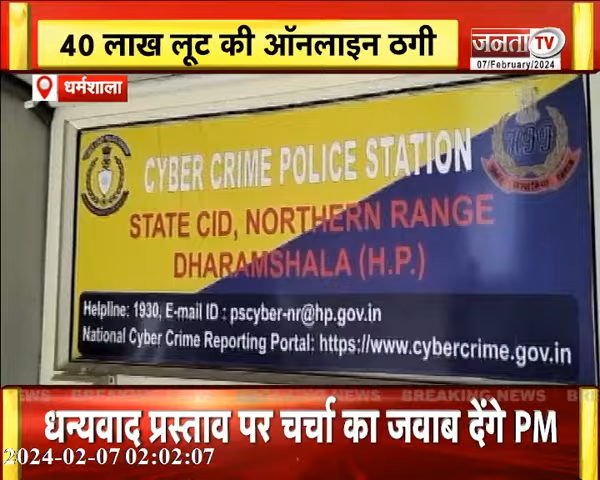 40 लाख लूट की ऑनलाइन ठगी
जनता TV
07/February/2024
धर्मशाला
CYBER CRIME POLICE STATION
STATE CID, NORTHERN RANGE
DHARAMSHALA (H.P.)
Helpline: 1930, E-mail ID : pscyber-nr@hp.gov.in
National Cyber Crime Reporting Portal: https://www.cybercrime.gov.in
BREAKING NEWS BREAKING NEWS
धन्यवाद प्रस्ताव पर चर्चा का जवाब देंगे PM
2024-02-07 02:02:07